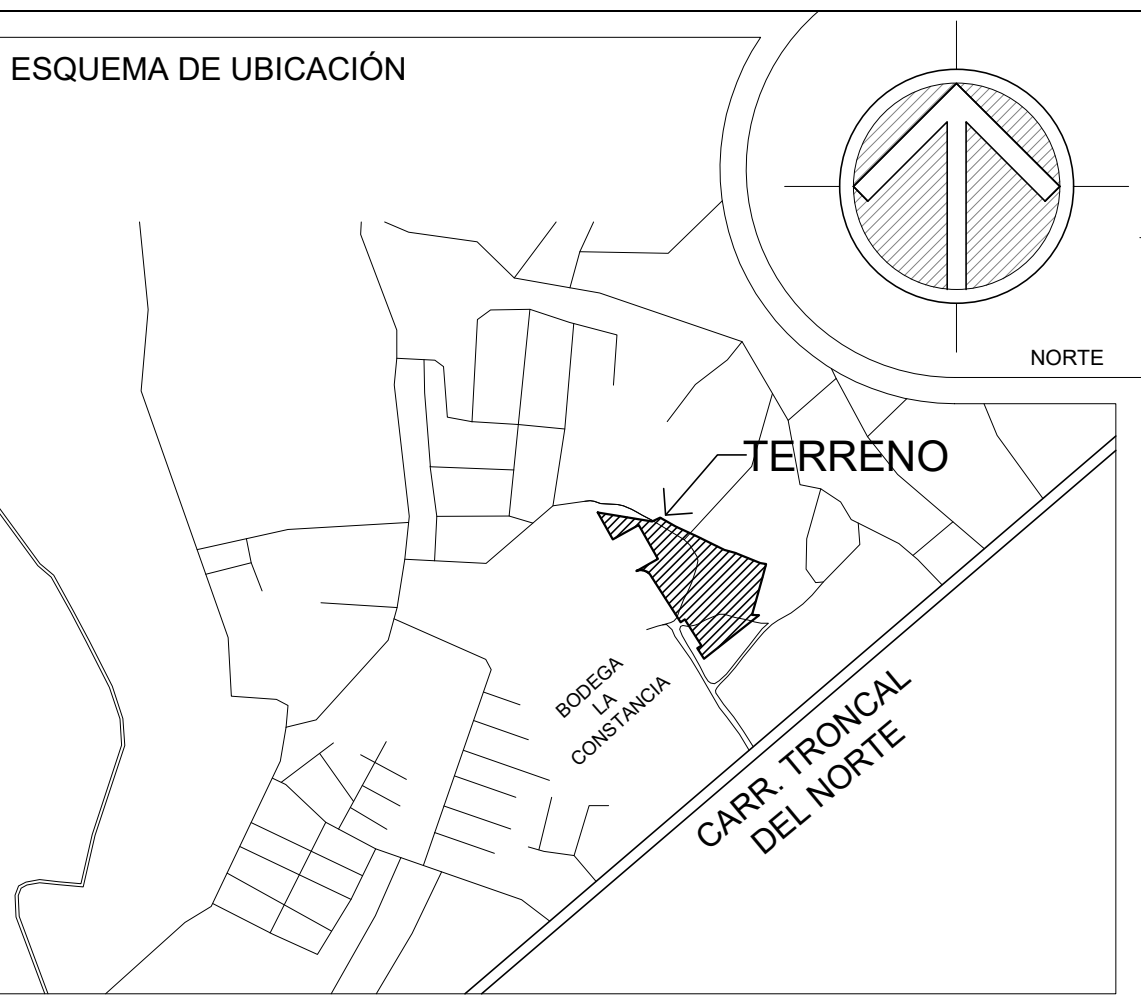 ESQUEMA DE UBICACIÓN
NORTE
TERRENO
BODEGA
LA
CONSTANCIA
CARR. TRONCAL
DEL NORTE